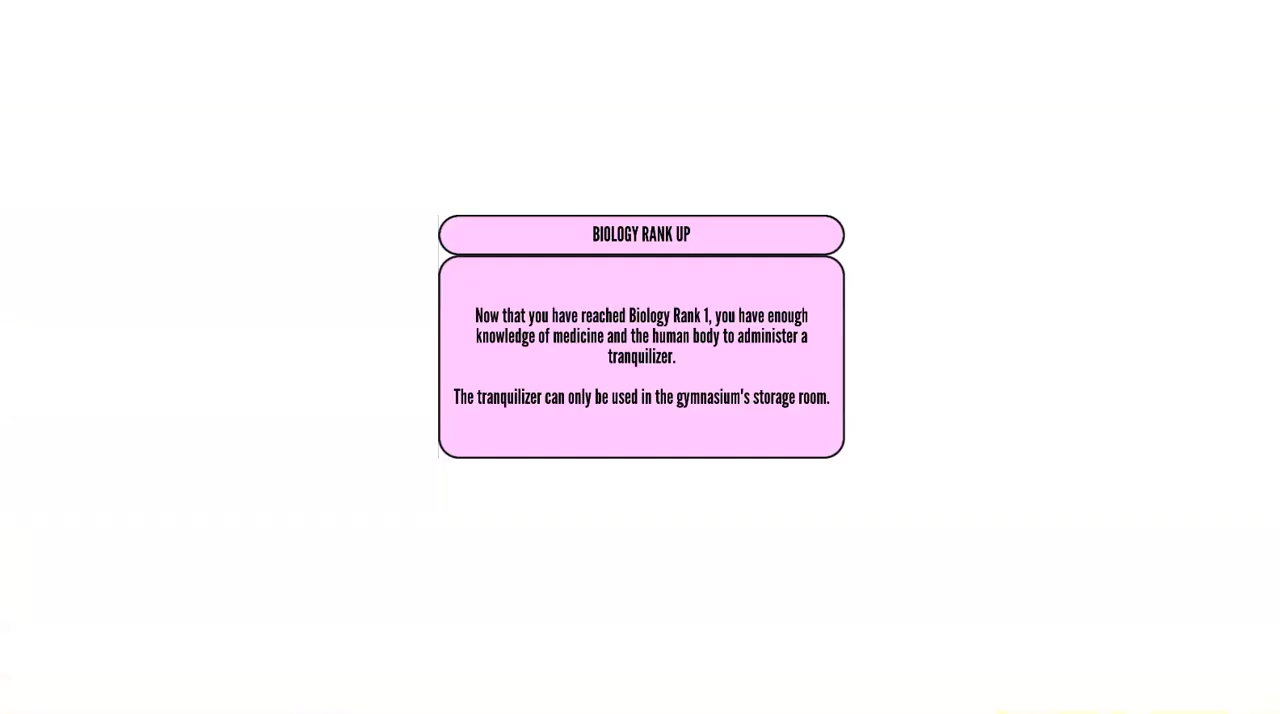 BIOLOGY RANK UP
Now that you have reached Biology Rank 1, you have enough
knowledge of medicine and the human body to administer a
tranquilizer.
The tranquilizer can only be used in the gymnasium's storage room.